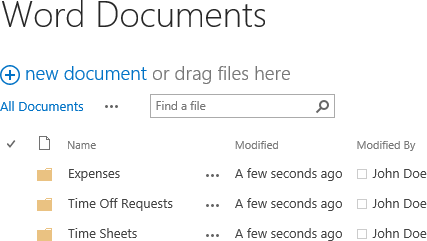 Word Documents
new document or drag files here
All Documents ••• Find a file
Name Modified Modified By
Expenses ••• A few seconds ago John Doe
Time Off Requests ••• A few seconds ago John Doe
Time Sheets ••• A few seconds ago John Doe